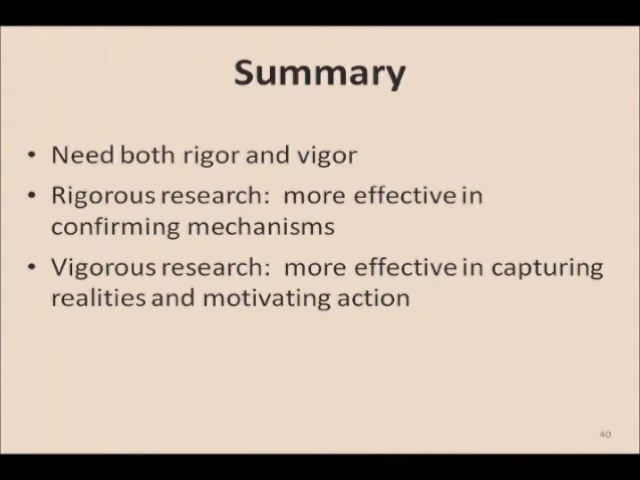 Summary
• Need both rigor and vigor
• Rigorous research: more effective in
confirming mechanisms
• Vigorous research: more effective in capturing
realities and motivating action
40